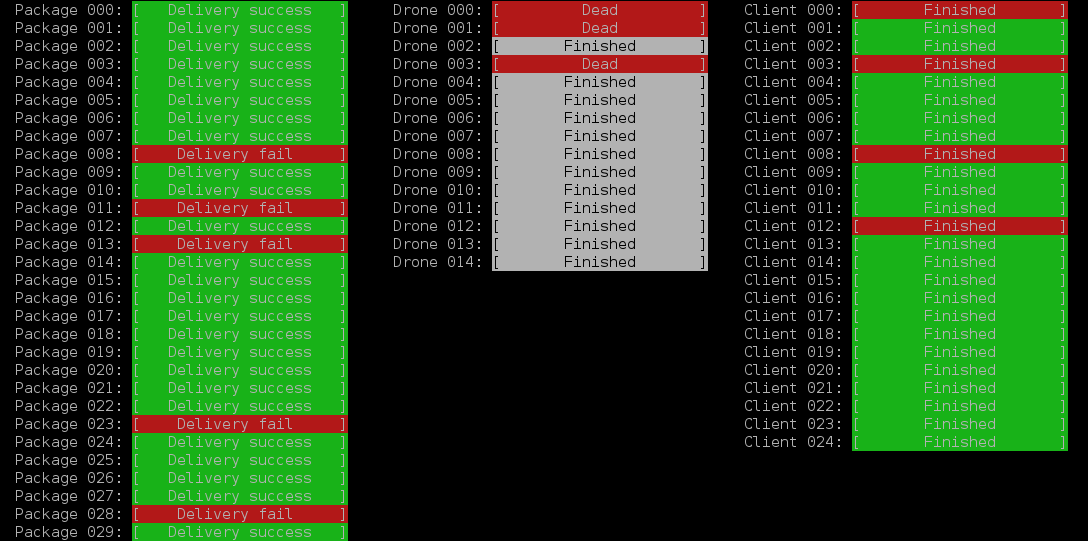 Package 000: [ Delivery success ] Drone 000: [ Dead ] Client 000: [ Finished ]
Package 001: [ Delivery success ] Drone 001: [ Dead ] Client 001: [ Finished ]
Package 002: [ Delivery success ] Drone 002: [ Finished ] Client 002: [ Finished ]
Package 003: [ Delivery success ] Drone 003: [ Dead ] Client 003: [ Finished ]
Package 004: [ Delivery success ] Drone 004: [ Finished ] Client 004: [ Finished ]
Package 005: [ Delivery success ] Drone 005: [ Finished ] Client 005: [ Finished ]
Package 006: [ Delivery success ] Drone 006: [ Finished ] Client 006: [ Finished ]
Package 007: [ Delivery success ] Drone 007: [ Finished ] Client 007: [ Finished ]
Package 008: [ Delivery fail ] Drone 008: [ Finished ] Client 008: [ Finished ]
Package 009: [ Delivery success ] Drone 009: [ Finished ] Client 009: [ Finished ]
Package 010: [ Delivery success ] Drone 010: [ Finished ] Client 010: [ Finished ]
Package 011: [ Delivery fail ] Drone 011: [ Finished ] Client 011: [ Finished ]
Package 012: [ Delivery success ] Drone 012: [ Finished ] Client 012: [ Finished ]
Package 013: [ Delivery fail ] Drone 013: [ Finished ] Client 013: [ Finished ]
Package 014: [ Delivery success ] Drone 014: [ Finished ] Client 014: [ Finished ]
Package 015: [ Delivery success ] Client 015: [ Finished ]
Package 016: [ Delivery success ] Client 016: [ Finished ]
Package 017: [ Delivery success ] Client 017: [ Finished ]
Package 018: [ Delivery success ] Client 018: [ Finished ]
Package 019: [ Delivery success ] Client 019: [ Finished ]
Package 020: [ Delivery success ] Client 020: [ Finished ]
Package 021: [ Delivery success ] Client 021: [ Finished ]
Package 022: [ Delivery success ] Client 022: [ Finished ]
Package 023: [ Delivery fail ] Client 023: [ Finished ]
Package 024: [ Delivery success ] Client 024: [ Finished ]
Package 025: [ Delivery success ]
Package 026: [ Delivery success ]
Package 027: [ Delivery success ]
Package 028: [ Delivery fail ]
Package 029: [ Delivery success ]